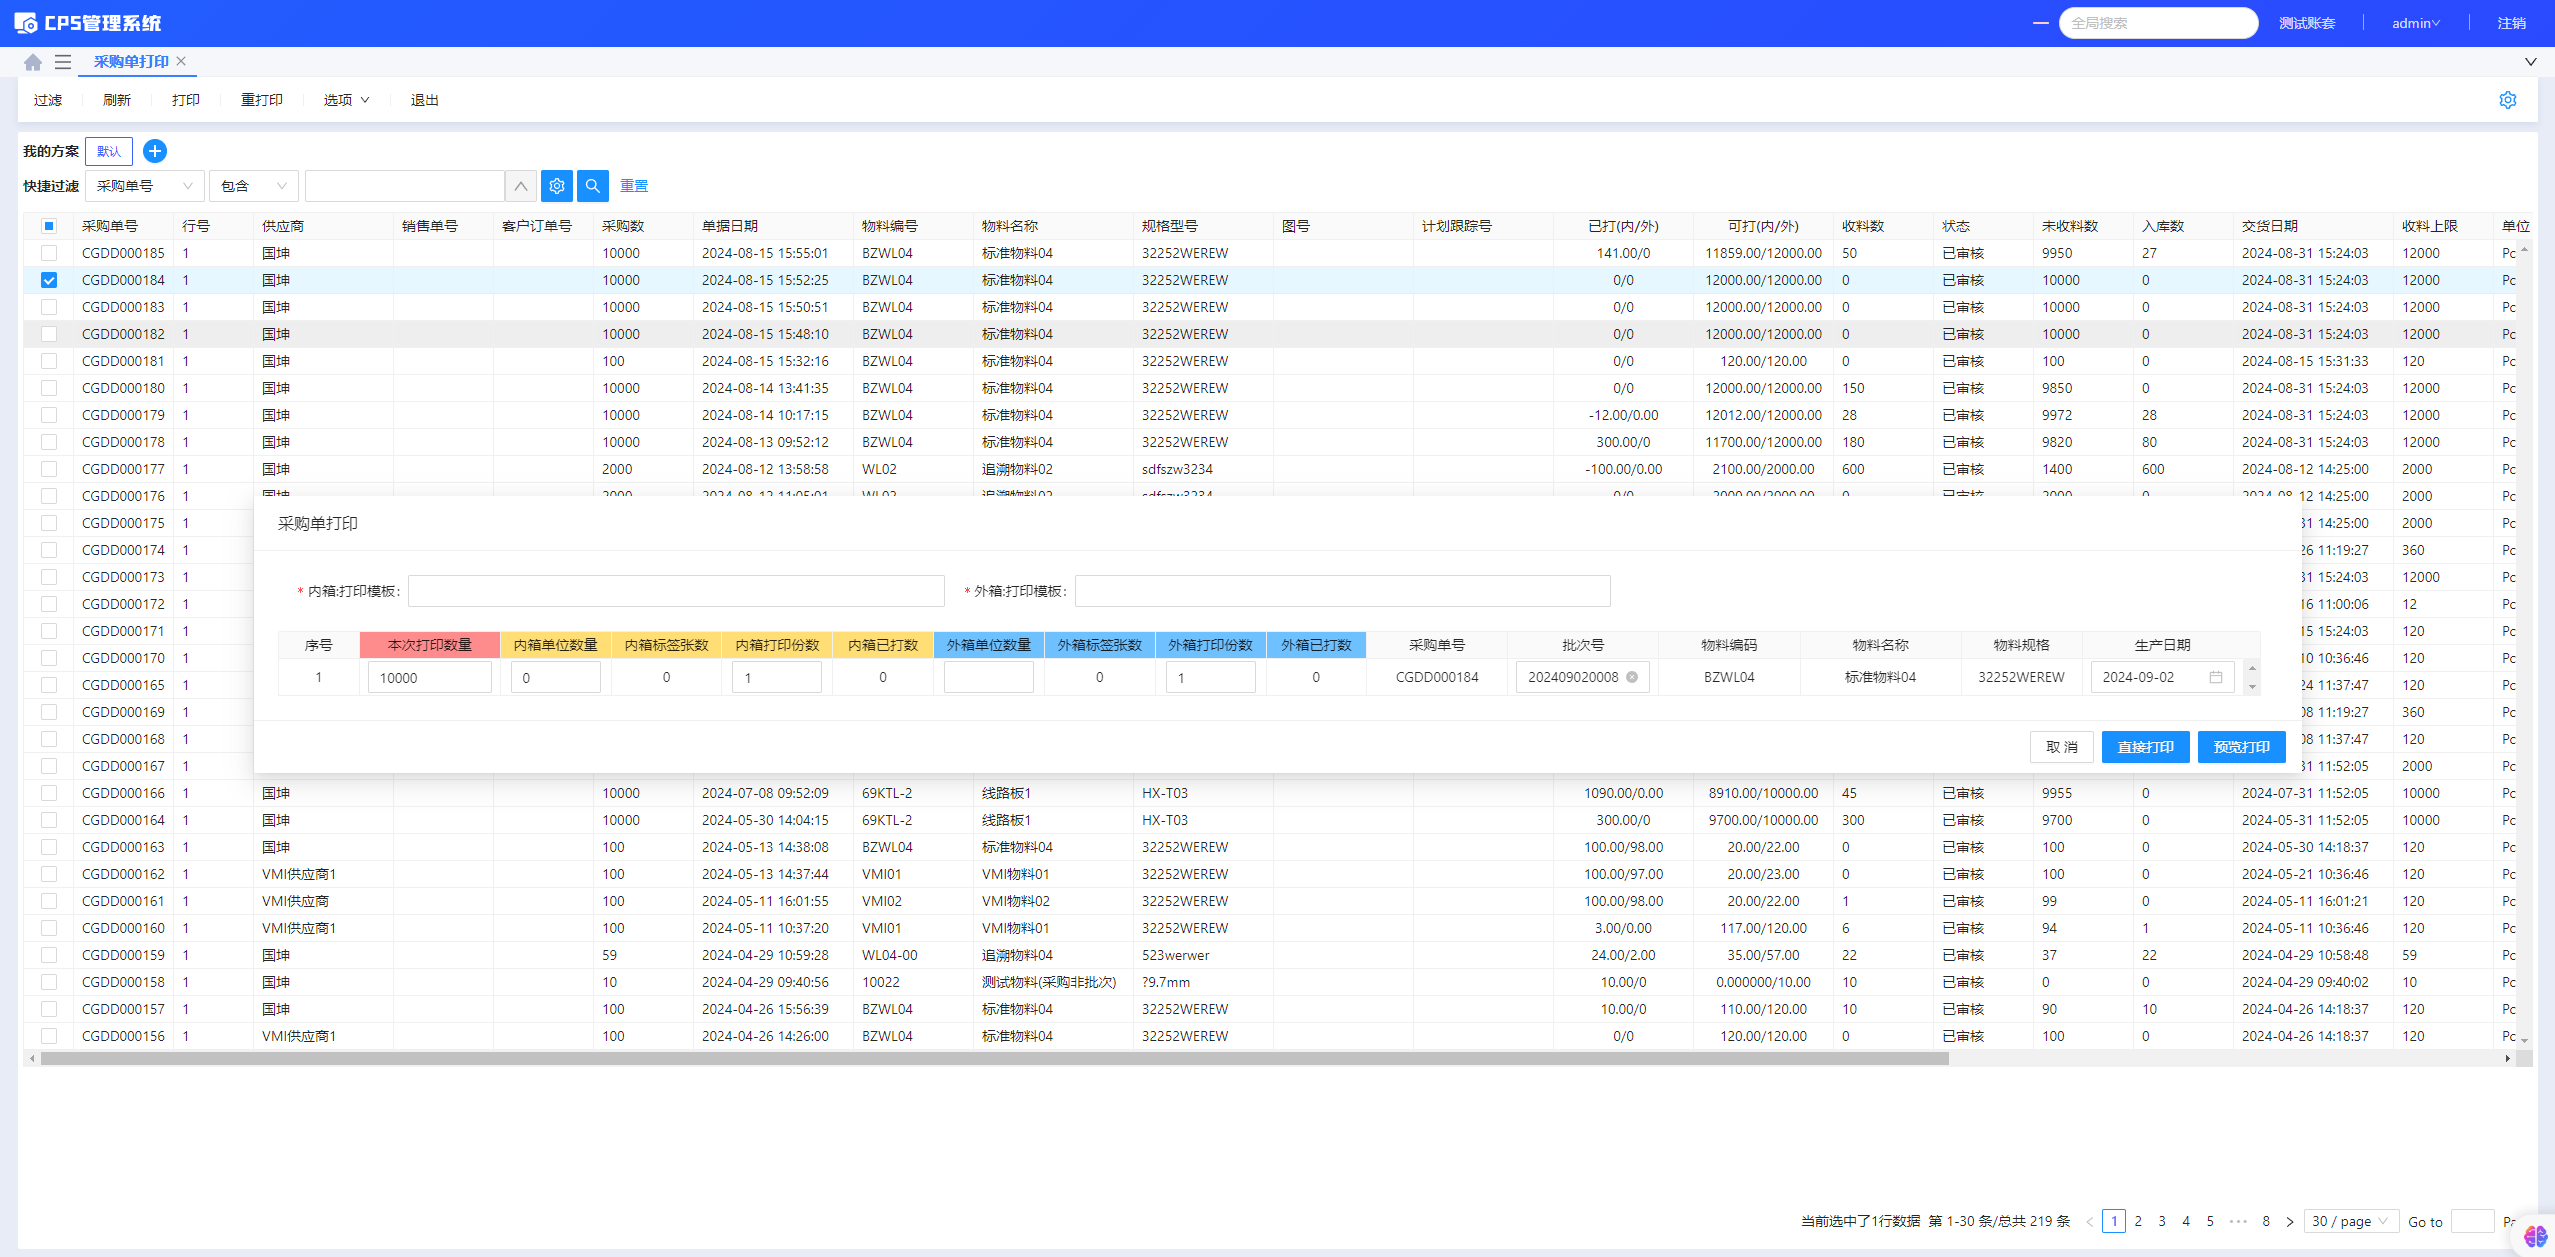 CPS管理系统
全局搜索 测试账套 admin 注销
采购单打印
过滤 刷新 打印 重打印 选项 退出
我的方案 默认
快捷过滤 采购单号 包含 重置
采购单号 行号 供应商 销售单号 客户订单号 采购数 单据日期 物料编号 物料名称 规格型号 图号 计划跟踪号 已打(内/外) 可打(内/外) 收料数 状态 未收料数 入库数 交货日期 收料上限 单位
CGDD000185 1 国坤 10000 2024-08-15 15:55:01 BZWL04 标准物料04 32252WEREW 141.00/0 11859.00/12000.00 50 已审核 9950 27 2024-08-31 15:24:03 12000 Pc
CGDD000184 1 国坤 10000 2024-08-15 15:52:25 BZWL04 标准物料04 32252WEREW 0/0 12000.00/12000.00 0 已审核 10000 0 2024-08-31 15:24:03 12000 Pc
CGDD000183 1 国坤 10000 2024-08-15 15:50:51 BZWL04 标准物料04 32252WEREW 0/0 12000.00/12000.00 0 已审核 10000 0 2024-08-31 15:24:03 12000 Pc
CGDD000182 1 国坤 10000 2024-08-15 15:48:10 BZWL04 标准物料04 32252WEREW 0/0 12000.00/12000.00 0 已审核 10000 0 2024-08-31 15:24:03 12000 Pc
CGDD000181 1 国坤 100 2024-08-15 15:32:16 BZWL04 标准物料04 32252WEREW 0/0 120.00/120.00 0 已审核 100 0 2024-08-15 15:31:33 120 Pc
CGDD000180 1 国坤 10000 2024-08-14 13:41:35 BZWL04 标准物料04 32252WEREW 0/0 12000.00/12000.00 150 已审核 9850 0 2024-08-31 15:24:03 12000 Pc
CGDD000179 1 国坤 10000 2024-08-14 10:17:15 BZWL04 标准物料04 32252WEREW -12.00/0.00 12012.00/12000.00 28 已审核 9972 28 2024-08-31 15:24:03 12000 Pc
CGDD000178 1 国坤 10000 2024-08-13 09:52:12 BZWL04 标准物料04 32252WEREW 300.00/0 11700.00/12000.00 180 已审核 9820 80 2024-08-31 15:24:03 12000 Pc
CGDD000177 1 国坤 2000 2024-08-12 13:58:58 WL02 追溯物料02 sdfszw3234 -100.00/0.00 2100.00/2000.00 600 已审核 1400 600 2024-08-12 14:25:00 2000 Pc
CGDD000176 1 国坤 2000 2024-08-12 11:05:01 WL02 追溯物料02 sdfszw3234 0/0 2000.00/2000.00 0 已审核 2000 0 2024-08-12 14:25:00 2000 Pc
CGDD000175 1 31 14:25:00 2000 Pc
CGDD000174 1 26 11:19:27 360 Pc
CGDD000173 1 31 15:24:03 12000 Pc
CGDD000172 1 16 11:00:06 12 Pc
CGDD000171 1 15 15:24:03 120 Pc
CGDD000170 1 10 10:36:46 120 Pc
CGDD000165 1 24 11:37:47 120 Pc
CGDD000169 1 08 11:19:27 360 Pc
CGDD000168 1 08 11:37:47 120 Pc
CGDD000167 1 31 11:52:05 2000 Pc
采购单打印
* 内箱:打印模板: * 外箱:打印模板:
序号 本次打印数量 内箱单位数量 内箱标签张数 内箱打印份数 内箱已打数 外箱单位数量 外箱标签张数 外箱打印份数 外箱已打数 采购单号 批次号 物料编码 物料名称 物料规格 生产日期
1 10000 0 0 1 0 0 1 0 CGDD000184 202409020008 BZWL04 标准物料04 32252WEREW 2024-09-02
取 消 直接打印 预览打印
CGDD000166 1 国坤 10000 2024-07-08 09:52:09 69KTL-2 线路板1 HX-T03 1090.00/0.00 8910.00/10000.00 45 已审核 9955 0 2024-07-31 11:52:05 10000 Pc
CGDD000164 1 国坤 10000 2024-05-30 14:04:15 69KTL-2 线路板1 HX-T03 300.00/0 9700.00/10000.00 300 已审核 9700 0 2024-05-31 11:52:05 10000 Pc
CGDD000163 1 国坤 100 2024-05-13 14:38:08 BZWL04 标准物料04 32252WEREW 100.00/98.00 20.00/22.00 0 已审核 100 0 2024-05-30 14:18:37 120 Pc
CGDD000162 1 VMI供应商1 100 2024-05-13 14:37:44 VMI01 VMI物料01 32252WEREW 100.00/97.00 20.00/23.00 0 已审核 100 0 2024-05-21 10:36:46 120 Pc
CGDD000161 1 VMI供应商 100 2024-05-11 16:01:55 VMI02 VMI物料02 32252WEREW 100.00/98.00 20.00/22.00 1 已审核 99 0 2024-05-11 16:01:21 120 Pc
CGDD000160 1 VMI供应商1 100 2024-05-11 10:37:20 VMI01 VMI物料01 32252WEREW 3.00/0.00 117.00/120.00 6 已审核 94 1 2024-05-11 10:36:46 120 Pc
CGDD000159 1 国坤 59 2024-04-29 10:59:28 WL04-00 追溯物料04 523werwer 24.00/2.00 35.00/57.00 22 已审核 37 22 2024-04-29 10:58:48 59 Pc
CGDD000158 1 国坤 10 2024-04-29 09:40:56 10022 测试物料(采购非批次) ?9.7mm 10.00/0 0.000000/10.00 10 已审核 0 0 2024-04-29 09:40:02 10 Pc
CGDD000157 1 国坤 100 2024-04-26 15:56:39 BZWL04 标准物料04 32252WEREW 10.00/0 110.00/120.00 10 已审核 90 10 2024-04-26 14:18:37 120 Pc
CGDD000156 1 VMI供应商1 100 2024-04-26 14:26:00 BZWL04 标准物料04 32252WEREW 0/0 120.00/120.00 0 已审核 100 0 2024-04-26 14:18:37 120 Pc
当前选中了1行数据 第 1-30 条/总共 219 条 1 2 3 4 5 ··· 8 30 / page Go to